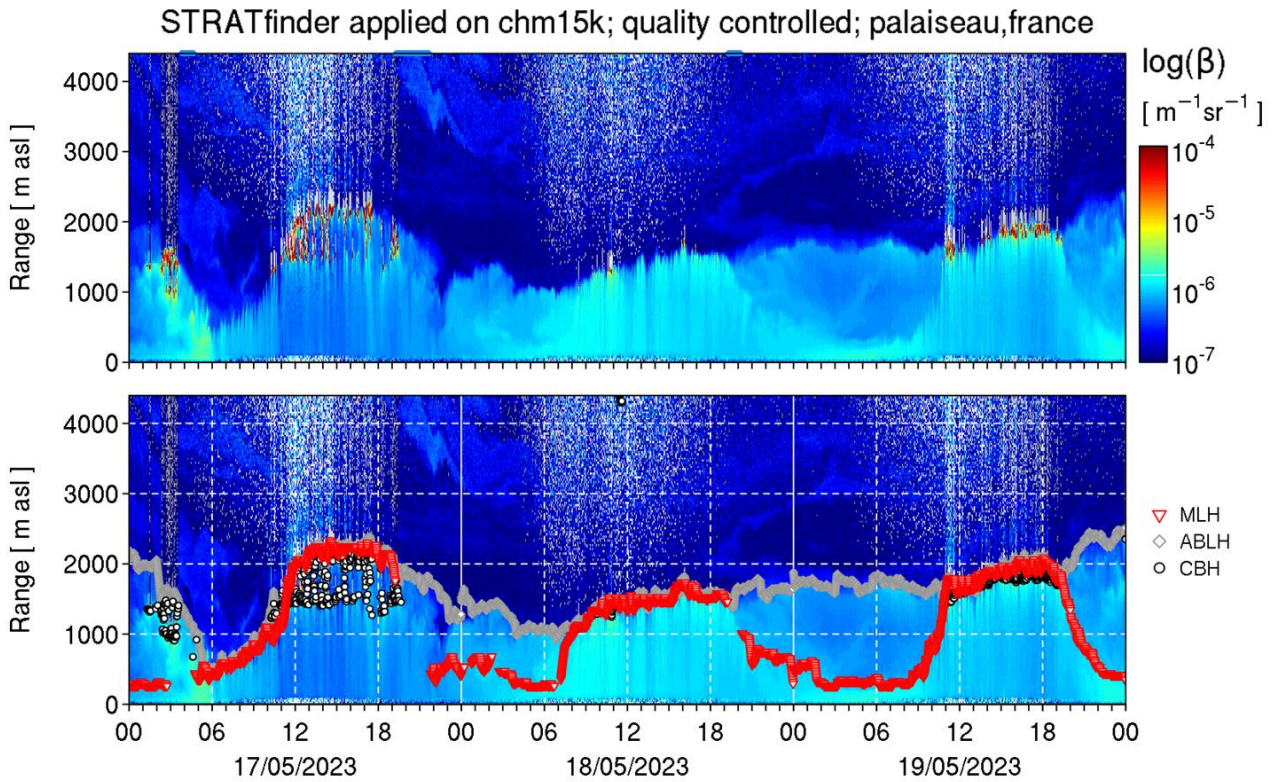 STRATfinder applied on chm15k; quality controlled; palaiseau,france
log(β)
[ m⁻¹sr⁻¹ ]
Range [ m asl ]
4000
3000
2000
1000
0
10⁻⁴
10⁻⁵
10⁻⁶
10⁻⁷
Range [ m asl ]
4000
3000
2000
1000
0
MLH
ABLH
CBH
00 06 12 18 00 06 12 18 00 06 12 18 00
17/05/2023 18/05/2023 19/05/2023